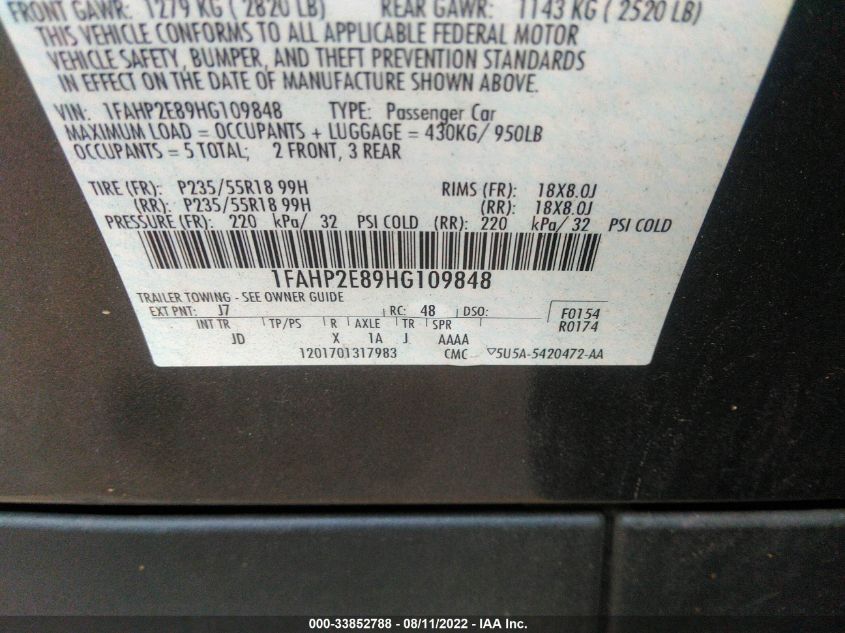 FRONT GAWR: 1279 KG ( 2820 LB) REAR GAWR: 1143 KG ( 2520 LB)
THIS VEHICLE CONFORMS TO ALL APPLICABLE FEDERAL MOTOR
VEHICLE SAFETY, BUMPER, AND THEFT PREVENTION STANDARDS
IN EFFECT ON THE DATE OF MANUFACTURE SHOWN ABOVE.
VIN: 1FAHP2E89HG109848 TYPE: Passenger Car
MAXIMUM LOAD = OCCUPANTS + LUGGAGE = 430KG/ 950LB
OCCUPANTS = 5 TOTAL; 2 FRONT, 3 REAR
TIRE (FR): P235/55R18 99H RIMS (FR): 18X8.0J
(RR): P235/55R18 99H (RR): 18X8.0J
PRESSURE (FR): 220 kPa/ 32 PSI COLD (RR): 220 kPa/ 32 PSI COLD
1FAHP2E89HG109848
TRAILER TOWING - SEE OWNER GUIDE
EXT PNT: J7 RC: 48 DSO: F0154
INT TR TP/PS R AXLE TR SPR R0174
JD X 1A J AAAA
1201701317983 CMC ▽5U5A-5420472-AA
000-33852788 - 08/11/2022 - IAA Inc.